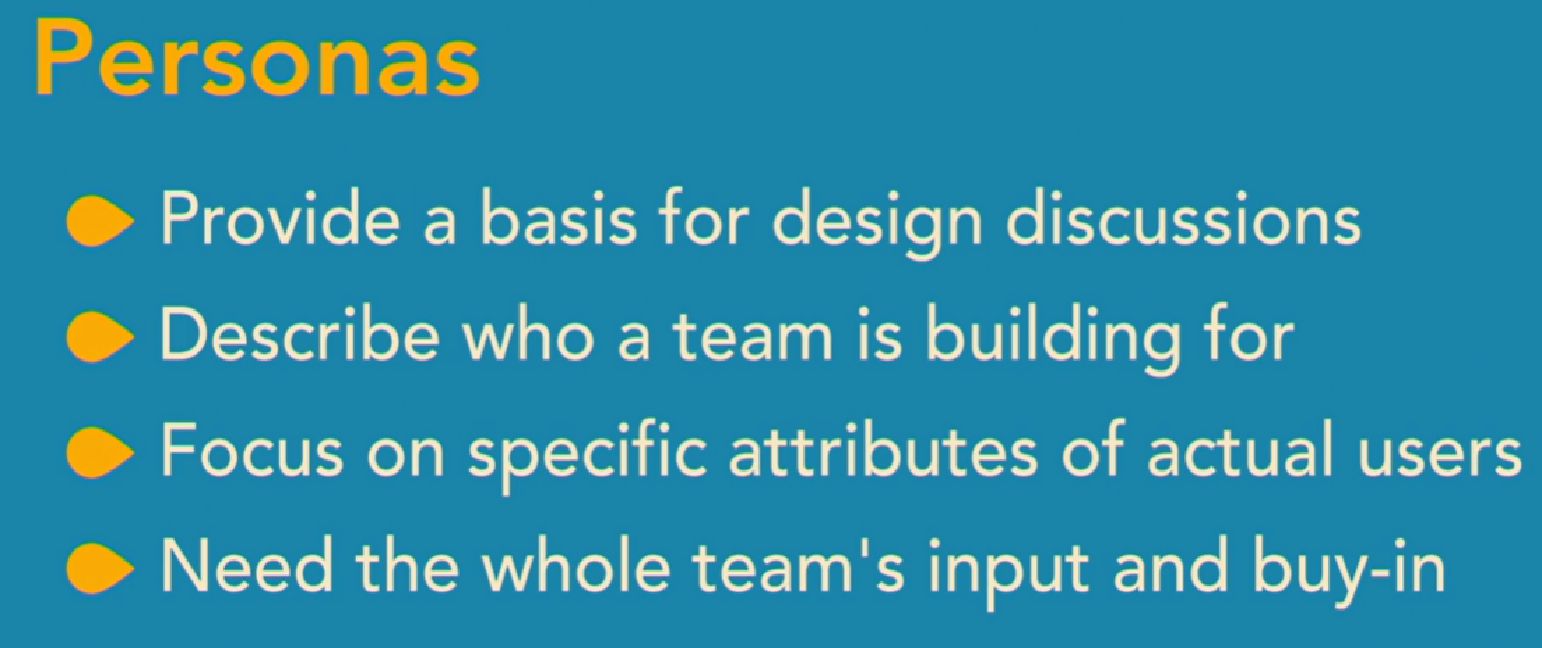 Personas
Provide a basis for design discussions
Describe who a team is building for
Focus on specific attributes of actual users
Need the whole team's input and buy-in